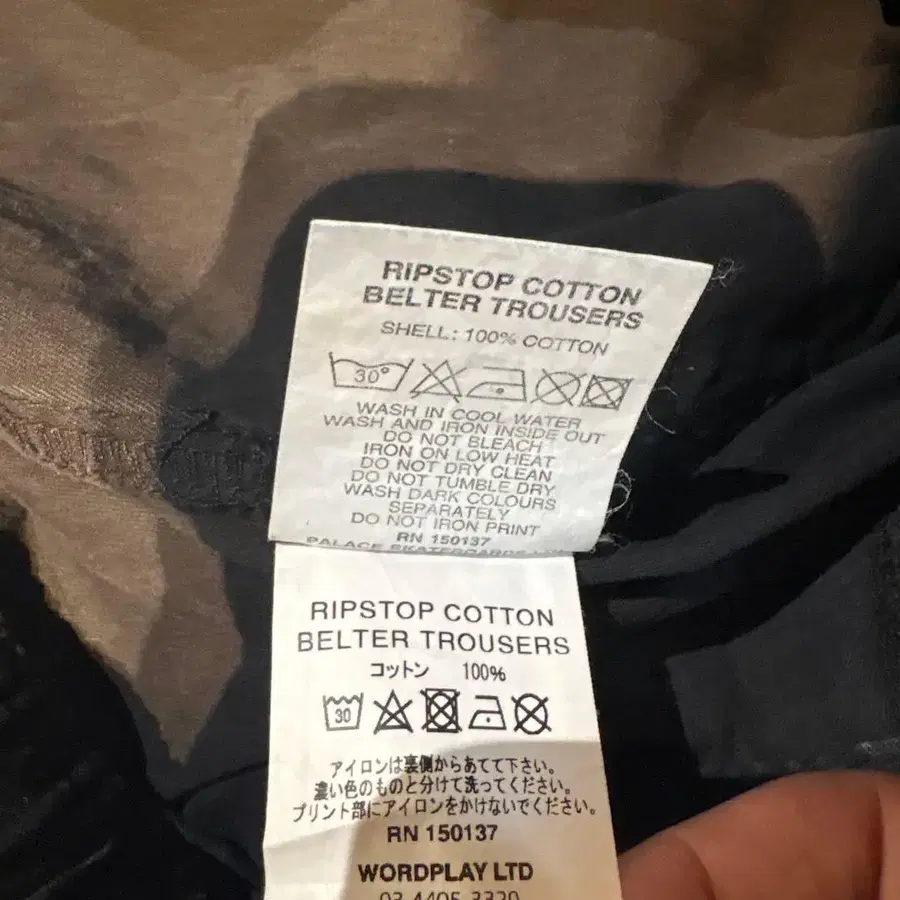 RIPSTOP COTTON
BELTER TROUSERS
SHELL: 100% COTTON
30°
WASH IN COOL WATER
WASH AND IRON INSIDE OUT
DO NOT BLEACH
IRON ON LOW HEAT
DO NOT DRY CLEAN
DO NOT TUMBLE DRY
WASH DARK COLOURS
SEPARATELY
DO NOT IRON PRINT
RN 150137
PALACE SKATEBOARDS
RIPSTOP COTTON
BELTER TROUSERS
コットン 100%
30
アイロンは裏側からあてて下さい。
濃い色のものと分けて洗ってください。
プリント部にアイロンをかけないでください。
RN 150137
WORDPLAY LTD
03 4405 3320